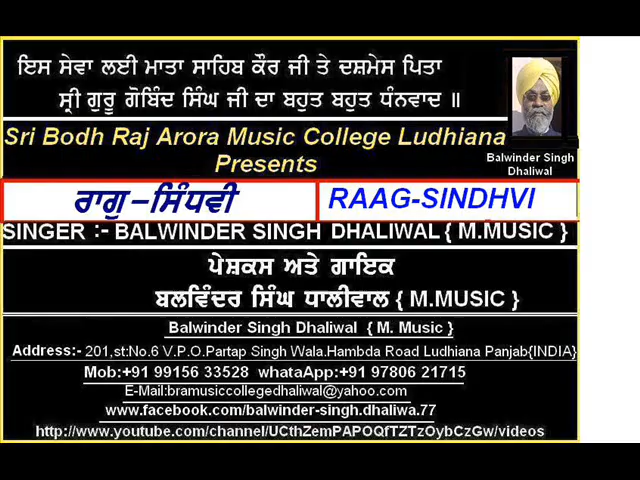 ਇਸ ਸੇਵਾ ਲਈ ਮਾਤਾ ਸਾਹਿਬ ਕੌਰ ਜੀ ਤੇ ਦਸ਼ਮੇਸ ਪਿਤਾ
ਸ੍ਰੀ ਗੁਰੂ ਗੋਬਿੰਦ ਸਿੰਘ ਜੀ ਦਾ ਬਹੁਤ ਬਹੁਤ ਧੰਨਵਾਦ ॥
Balwinder Singh
Dhaliwal
Sri Bodh Raj Arora Music College Ludhiana
Presents
ਰਾਗੁ-ਸਿੰਧਵੀ
RAAG-SINDHVI
SINGER :- BALWINDER SINGH DHALIWAL { M.MUSIC }
ਪੇਸ਼ਕਸ ਅਤੇ ਗਾਇਕ
ਬਲਵਿੰਦਰ ਸਿੰਘ ਧਾਲੀਵਾਲ { M.MUSIC }
Balwinder Singh Dhaliwal { M. Music }
Address:- 201,st:No.6 V.P.O.Partap Singh Wala.Hambda Road Ludhiana Panjab{INDIA}
Mob:+91 99156 33528 whataApp:+91 97806 21715
E-Mail:bramusiccollegedhaliwal@yahoo.com
www.facebook.com/balwinder-singh.dhaliwa.77
http://www.youtube.com/channel/UCthZemPAPOQfTZTzOybCzGw/videos